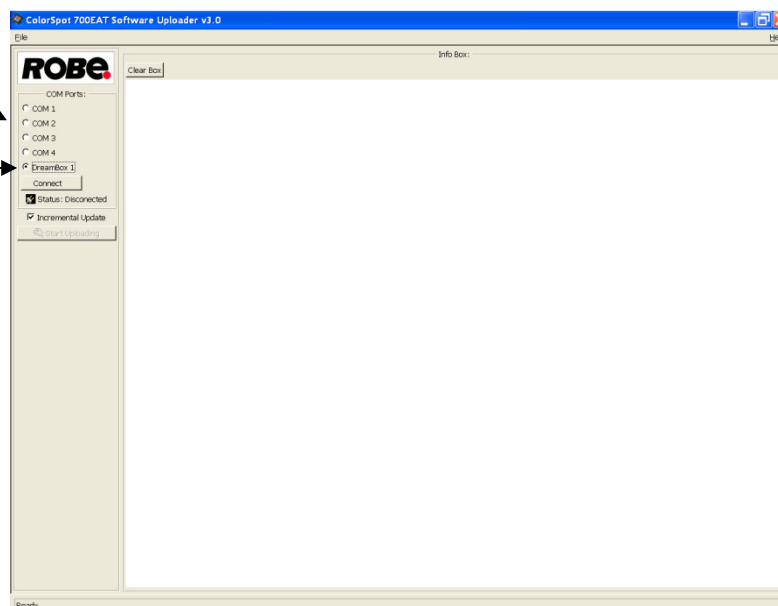 ColorSpot 700EAT Software Uploader v3.0
File
He
ROBE.
COM Ports:
COM 1
COM 2
COM 3
COM 4
DreamBox 1
Connect
Status: Disconected
Incremental Update
Start Uploading
Info Box:
Clear Box
Ready